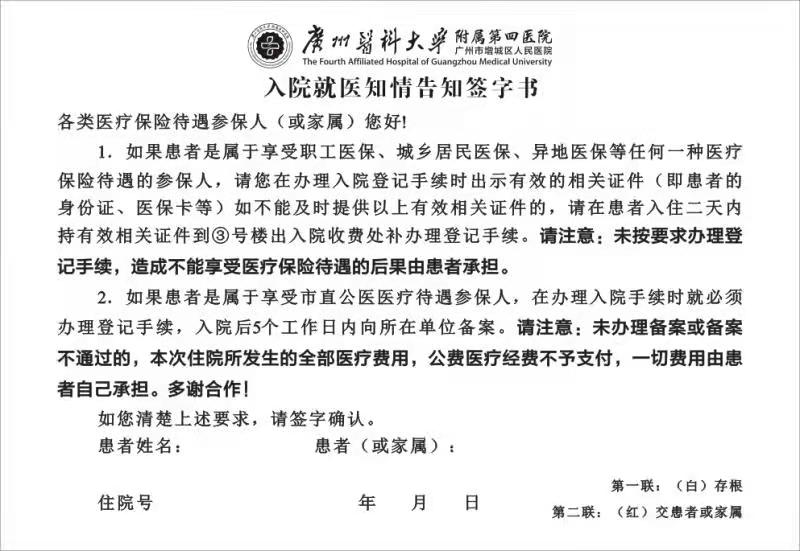 廣州醫科大學 附属第四医院
广州市增城区人民医院
The Fourth Affiliated Hospital of Guangzhou Medical University
入院就医知情告知签字书
各类医疗保险待遇参保人（或家属）您好!
1．如果患者是属于享受职工医保、城乡居民医保、异地医保等任何一种医疗
保险待遇的参保人，请您在办理入院登记手续时出示有效的相关证件（即患者的
身份证、医保卡等）如不能及时提供以上有效相关证件的，请在患者入住二天内
持有效相关证件到③号楼出入院收费处补办理登记手续。请注意：未按要求办理登
记手续，造成不能享受医疗保险待遇的后果由患者承担。
2．如果患者是属于享受市直公医医疗待遇参保人，在办理入院手续时就必须
办理登记手续，入院后5个工作日内向所在单位备案。请注意：未办理备案或备案
不通过的，本次住院所发生的全部医疗费用，公费医疗经费不予支付，一切费用由患
者自己承担。多谢合作！
如您清楚上述要求，请签字确认。
患者姓名： 患者（或家属）：
住院号 年 月 日
第一联：（白）存根
第二联：（红）交患者或家属